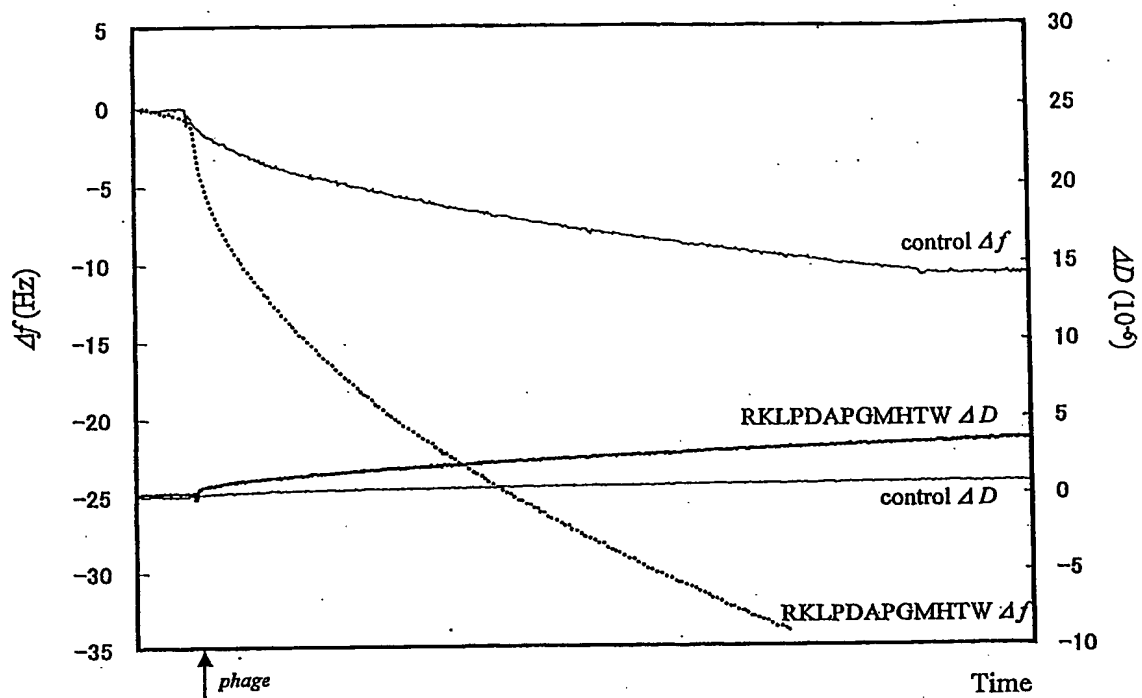 5
0
−5
−10
−15
−20
−25
−30
−35
Δf (Hz)
30
25
20
15
10
5
0
−5
−10
ΔD (10-6)
control Δf
RKLPDAPGMHTW ΔD
control ΔD
RKLPDAPGMHTW Δf
phage
Time